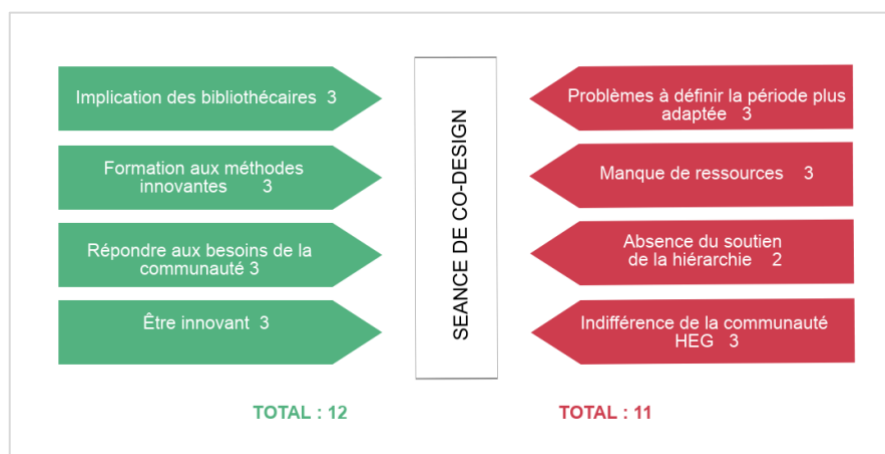 Implication des bibliothécaires 3
Formation aux méthodes
innovantes 3
Répondre aux besoins de la
communauté 3
Être innovant 3
SEANCE DE CO-DESIGN
Problèmes à définir la période plus
adaptée 3
Manque de ressources 3
Absence du soutien
de la hiérarchie 2
Indifférence de la communauté
HEG 3
TOTAL : 12
TOTAL : 11